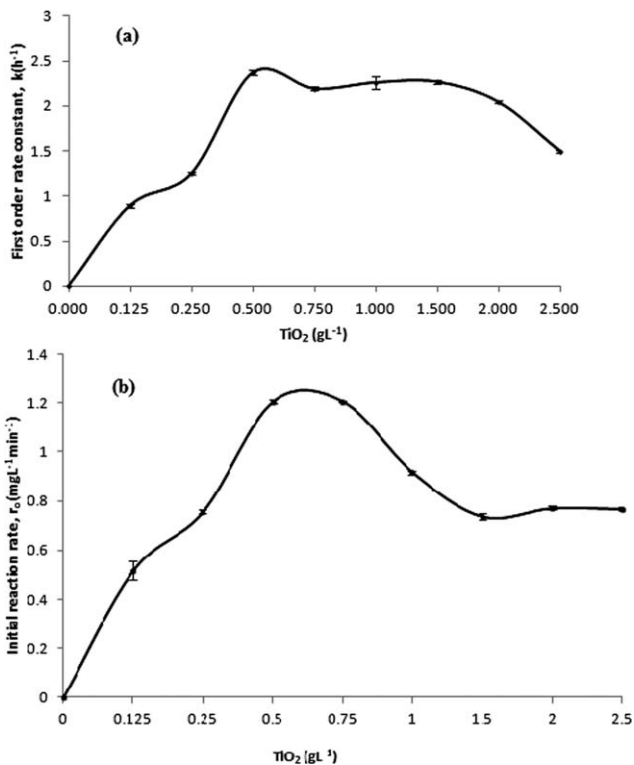 (a)
First order rate constant, k(h⁻¹)
3
2.5
2
1.5
1
0.5
0
0.000 0.125 0.250 0.500 0.750 1.000 1.500 2.000 2.500
TiO₂ (gL⁻¹)
(b)
Initial reaction rate, r₀(mgL⁻¹min⁻¹)
1.4
1.2
1
0.8
0.6
0.4
0.2
0
0 0.125 0.25 0.5 0.75 1 1.5 2 2.5
TiO₂ (gL⁻¹)